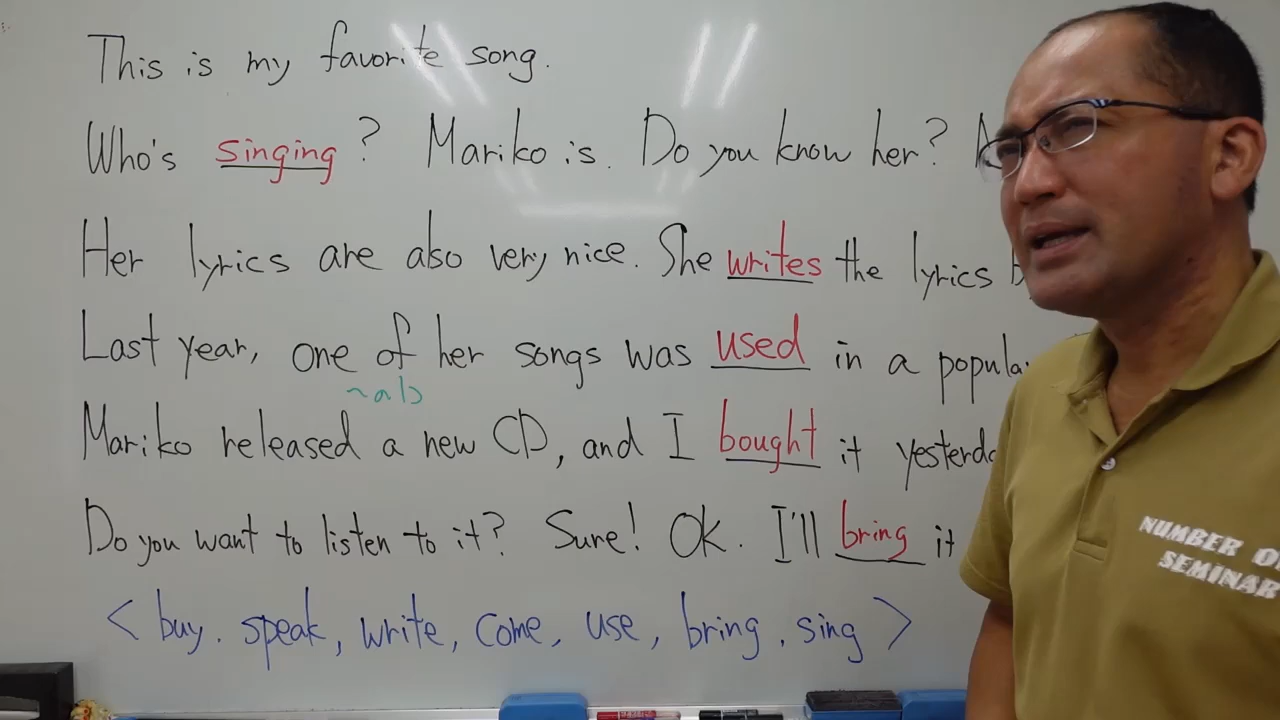 This is my favorite song.
Who's singing? Mariko is. Do you know her?
Her lyrics are also very nice. She writes the lyrics
Last year, one of her songs was used in a popula
~の1つ
Mariko released a new CD, and I bought it yesterda
Do you want to listen to it? Sure! Ok. I'll bring it
< buy, speak, write, come, use, bring, sing >
NUMBER O
SEMINAR